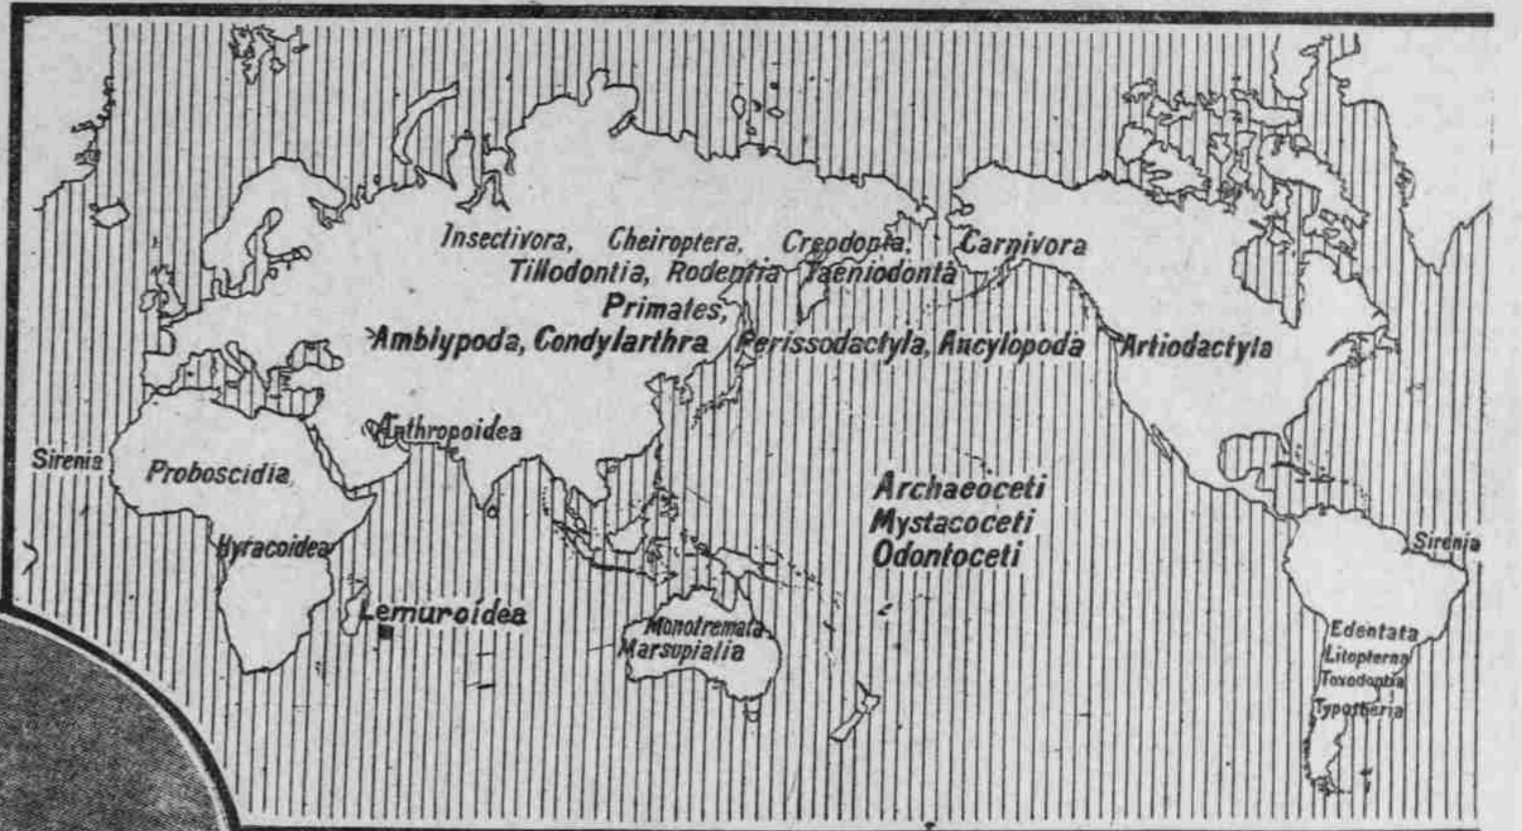 Insectivora, Cheiroptera, Creodonta, Carnivora
Tillodontia, Rodentia Taeniodonta
Primates,
Amblypoda, Condylarthra Perissodactyla, Ancylopoda Artiodactyla
Anthropoidea
Sirenia
Proboscidia
Hyracoidea
Lemuroidea
Archaeoceti
Mystacoceti
Odontoceti
Monotremata
Marsupialia
Sirenia
Edentata
Litopterna
Toxodontia
Typotheria